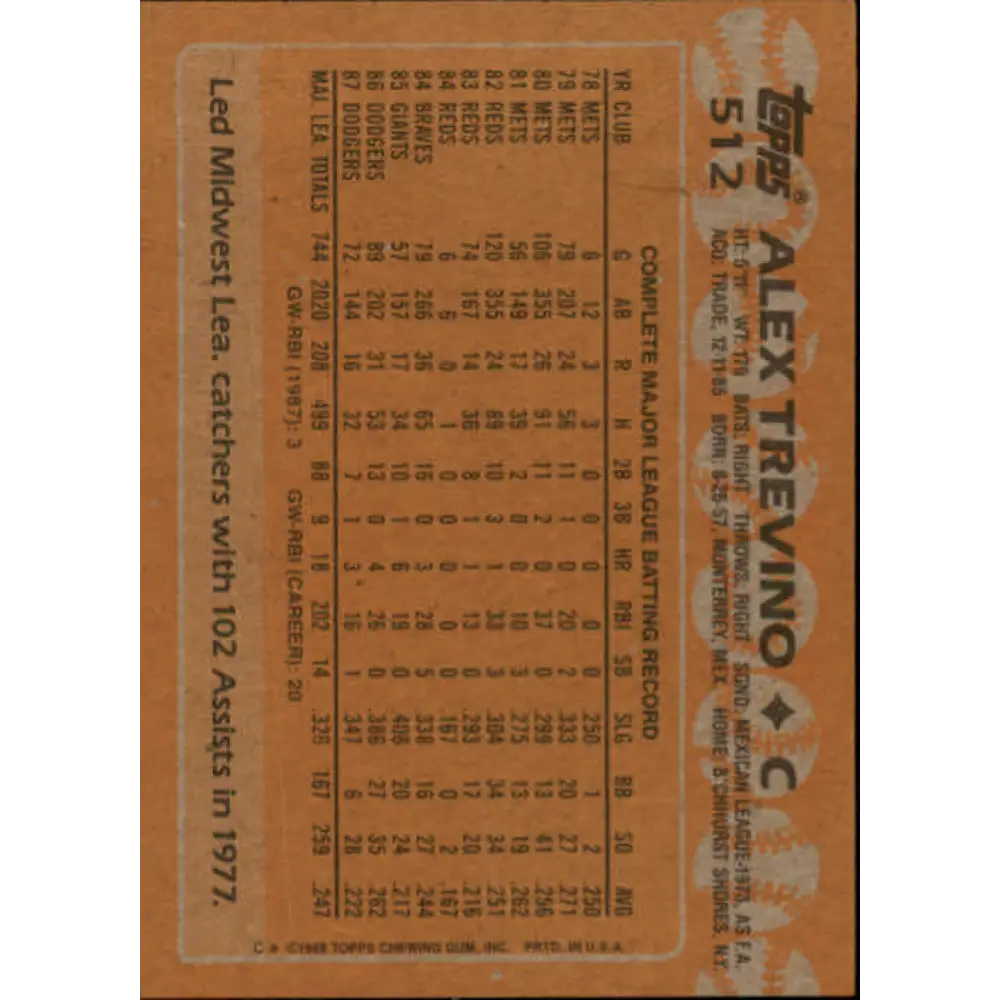 topps®
512
ALEX TREVINO ✦ C
HT: 5'11" WT: 170 BATS: RIGHT THROWS: RIGHT SGND: MEXICAN LEAGUE-1973, AS F.A.
ACQ: TRADE, 12-11-85 BORN: 8-26-57, MONTERREY, MEX. HOME: B'CHHURST SHORES, N.Y.
COMPLETE MAJOR LEAGUE BATTING RECORD
YR CLUB G AB R H 2B 3B HR RBI SB SLG BB SO AVG
78 METS 6 12 3 3 0 0 0 0 0 .250 1 2 .250
79 METS 79 207 24 56 11 1 0 20 2 .333 20 27 .271
80 METS 106 355 26 91 11 2 0 37 0 .299 13 41 .256
81 METS 56 149 17 39 2 0 0 10 3 .275 13 19 .262
82 REDS 120 355 24 89 10 3 1 33 3 .304 34 34 .251
83 REDS 74 167 14 36 8 1 1 13 0 .293 17 20 .216
84 REDS 6 6 0 1 0 0 0 0 0 .167 0 2 .167
84 BRAVES 79 266 36 65 16 0 3 28 5 .338 16 27 .244
85 GIANTS 57 157 17 34 10 1 6 19 0 .408 20 24 .217
86 DODGERS 89 202 31 53 13 0 4 26 0 .386 27 35 .262
87 DODGERS 72 144 16 32 7 1 3 16 1 .347 6 28 .222
MAJ. LEA. TOTALS 744 2020 208 499 88 9 18 202 14 .328 167 259 .247
GW-RBI (1987): 3 GW-RBI (CAREER): 20
C * ©1988 TOPPS CHEWING GUM, INC. PRTD. IN U.S.A.
Led Midwest Lea. catchers with 102 Assists in 1977.